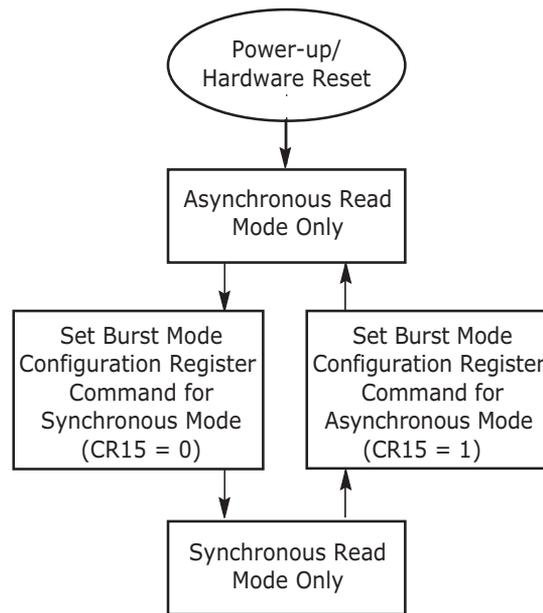 Power-up/
Hardware Reset
Asynchronous Read
Mode Only
Set Burst Mode
Configuration Register
Command for
Synchronous Mode
(CR15 = 0)
Set Burst Mode
Configuration Register
Command for
Asynchronous Mode
(CR15 = 1)
Synchronous Read
Mode Only